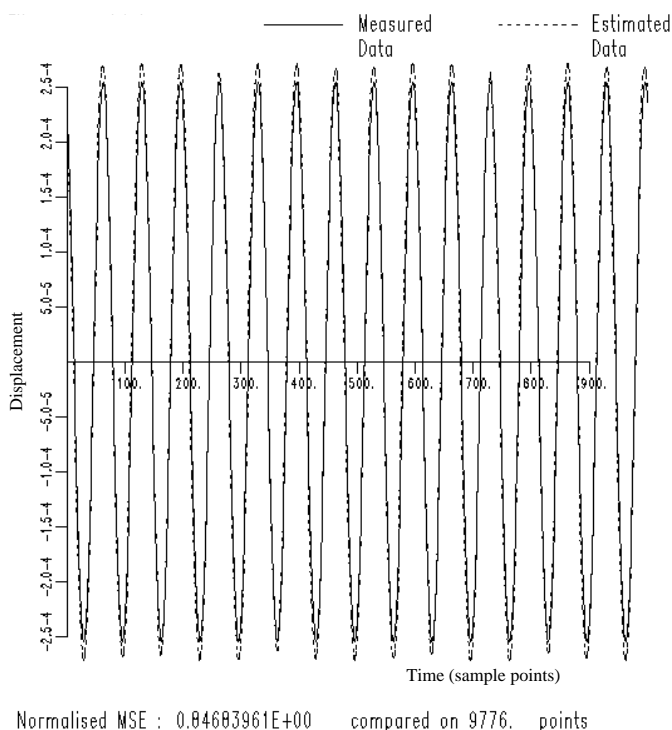 Measured Data
Estimated Data
2.5-4
2.0-4
1.5-4
1.0-4
5.0-5
Displacement
100. 200. 300. 400. 500. 600. 700. 800. 900.
-5.0-5
-1.0-4
-1.5-4
-2.0-4
-2.5-4
Time (sample points)
Normalised MSE : 0.84683961E+00 compared on 9776. points